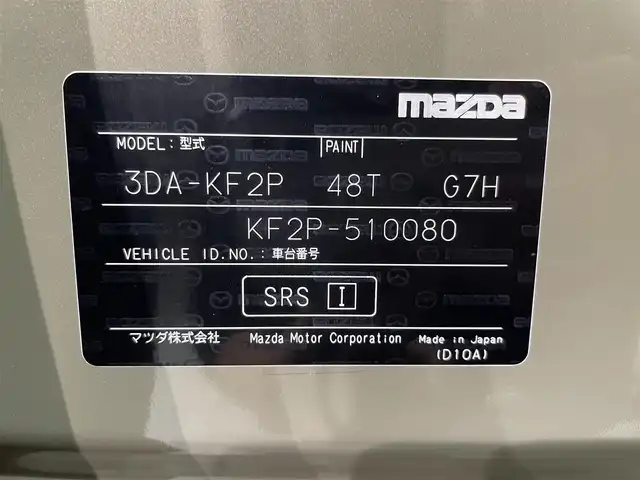 mazda
MODEL: 型式 PAINT
3DA-KF2P 48T G7H
KF2P-510080
VEHICLE ID.NO.: 車台番号
SRS I
マツダ株式会社 Mazda Motor Corporation Made in Japan
(D10A)